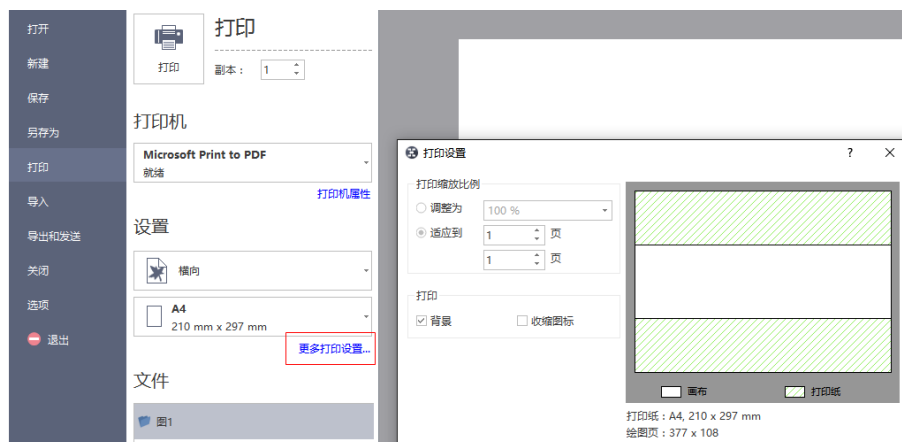 打开
新建
保存
另存为
打印
导入
导出和发送
关闭
选项
退出
打印
打印
副本： 1
打印机
Microsoft Print to PDF
就绪
打印机属性
设置
横向
A4
210 mm x 297 mm
更多打印设置...
文件
图1
打印设置
?
打印缩放比例
调整为 100 %
适应到 1 页
1 页
打印
背景 收缩图标
画布 打印纸
打印纸：A4, 210 x 297 mm
绘图页：377 x 108